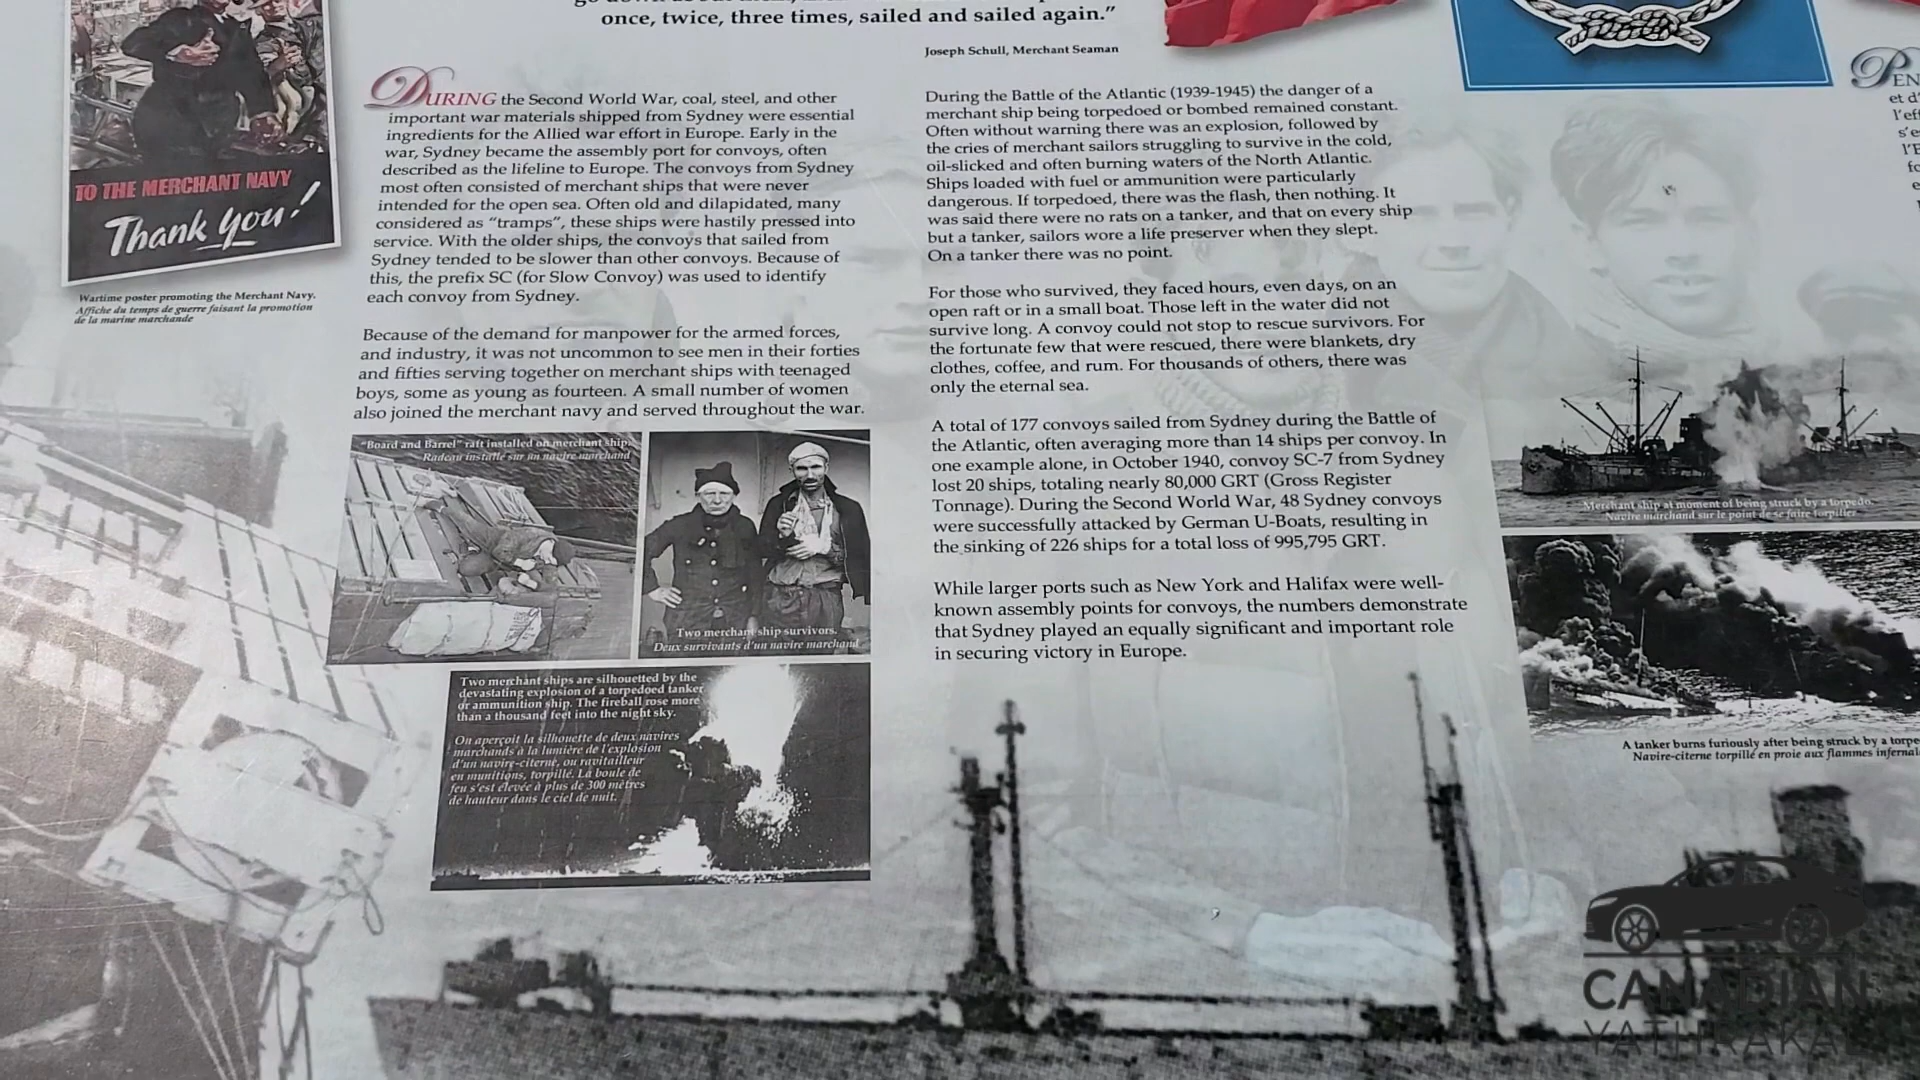 once, twice, three times, sailed and sailed again.”
Joseph Schull, Merchant Seaman
TO THE MERCHANT NAVY
Thank you!
Wartime poster promoting the Merchant Navy.
Affiche du temps de guerre faisant la promotion
de la marine marchande
DURING the Second World War, coal, steel, and other
important war materials shipped from Sydney were essential
ingredients for the Allied war effort in Europe. Early in the
war, Sydney became the assembly port for convoys, often
described as the lifeline to Europe. The convoys from Sydney
most often consisted of merchant ships that were never
intended for the open sea. Often old and dilapidated, many
considered as “tramps”, these ships were hastily pressed into
service. With the older ships, the convoys that sailed from
Sydney tended to be slower than other convoys. Because of
this, the prefix SC (for Slow Convoy) was used to identify
each convoy from Sydney.
Because of the demand for manpower for the armed forces,
and industry, it was not uncommon to see men in their forties
and fifties serving together on merchant ships with teenaged
boys, some as young as fourteen. A small number of women
also joined the merchant navy and served throughout the war.
“Board and Barrel” raft installed on merchant ship.
Radeau installé sur un navire marchand
Two merchant ship survivors.
Deux survivants d’un navire marchand
Two merchant ships are silhouetted by the
devastating explosion of a torpedoed tanker
or ammunition ship. The fireball rose more
than a thousand feet into the night sky.
On aperçoit la silhouette de deux navires
marchands à la lumière de l’explosion
d’un navire-citerne, ou ravitailleur
en munitions, torpillé. La boule de
feu s’est élevée à plus de 300 mètres
de hauteur dans le ciel de nuit.
During the Battle of the Atlantic (1939-1945) the danger of a
merchant ship being torpedoed or bombed remained constant.
Often without warning there was an explosion, followed by
the cries of merchant sailors struggling to survive in the cold,
oil-slicked and often burning waters of the North Atlantic.
Ships loaded with fuel or ammunition were particularly
dangerous. If torpedoed, there was the flash, then nothing. It
was said there were no rats on a tanker, and that on every ship
but a tanker, sailors wore a life preserver when they slept.
On a tanker there was no point.
For those who survived, they faced hours, even days, on an
open raft or in a small boat. Those left in the water did not
survive long. A convoy could not stop to rescue survivors. For
the fortunate few that were rescued, there were blankets, dry
clothes, coffee, and rum. For thousands of others, there was
only the eternal sea.
A total of 177 convoys sailed from Sydney during the Battle of
the Atlantic, often averaging more than 14 ships per convoy. In
one example alone, in October 1940, convoy SC-7 from Sydney
lost 20 ships, totaling nearly 80,000 GRT (Gross Register
Tonnage). During the Second World War, 48 Sydney convoys
were successfully attacked by German U-Boats, resulting in
the sinking of 226 ships for a total loss of 995,795 GRT.
While larger ports such as New York and Halifax were well-
known assembly points for convoys, the numbers demonstrate
that Sydney played an equally significant and important role
in securing victory in Europe.
Merchant ship at moment of being struck by a torpedo.
Navire marchand sur le point de se faire torpiller
A tanker burns furiously after being struck by a torpe
Navire-citerne torpillé en proie aux flammes infernal
PEN
et d’
l’eff
s’e
l’E
fo
CANADIAN